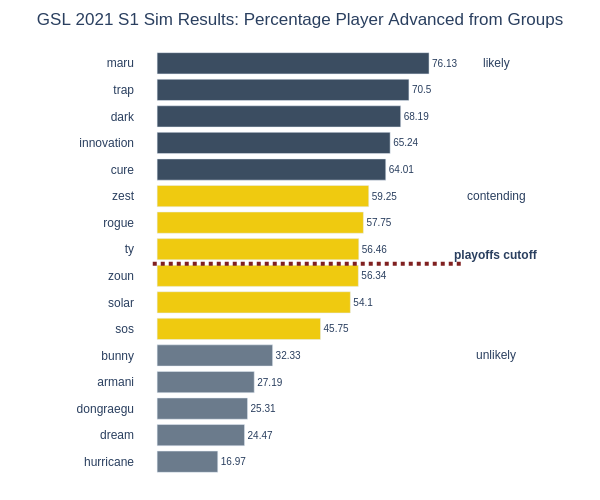 GSL 2021 S1 Sim Results: Percentage Player Advanced from Groups
maru 76.13 likely
trap 70.5
dark 68.19
innovation 65.24
cure 64.01
zest 59.25 contending
rogue 57.75
ty 56.46
playoffs cutoff
zoun 56.34
solar 54.1
sos 45.75
bunny 32.33 unlikely
armani 27.19
dongraegu 25.31
dream 24.47
hurricane 16.97